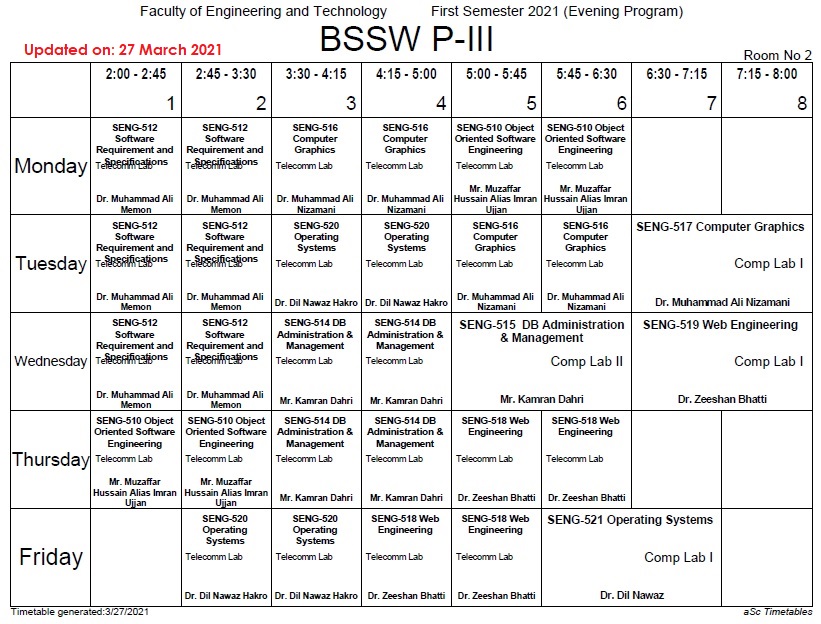 Faculty of Engineering and Technology First Semester 2021 (Evening Program)
BSSW P-III
Updated on: 27 March 2021
Room No 2
2:00 - 2:45 2:45 - 3:30 3:30 - 4:15 4:15 - 5:00 5:00 - 5:45 5:45 - 6:30 6:30 - 7:15 7:15 - 8:00
1 2 3 4 5 6 7 8
Monday
SENG-512
Software
Requirement and
Specifications
Telecomm Lab
Dr. Muhammad Ali
Memon
SENG-512
Software
Requirement and
Specifications
Telecomm Lab
Dr. Muhammad Ali
Memon
SENG-516
Computer
Graphics
Telecomm Lab
Dr. Muhammad Ali
Nizamani
SENG-516
Computer
Graphics
Telecomm Lab
Dr. Muhammad Ali
Nizamani
SENG-510 Object
Oriented Software
Engineering
Telecomm Lab
Mr. Muzaffar
Hussain Alias Imran
Ujjan
SENG-510 Object
Oriented Software
Engineering
Telecomm Lab
Mr. Muzaffar
Hussain Alias Imran
Ujjan
Tuesday
SENG-512
Software
Requirement and
Specifications
Telecomm Lab
Dr. Muhammad Ali
Memon
SENG-512
Software
Requirement and
Specifications
Telecomm Lab
Dr. Muhammad Ali
Memon
SENG-520
Operating
Systems
Telecomm Lab
Dr. Dil Nawaz Hakro
SENG-520
Operating
Systems
Telecomm Lab
Dr. Dil Nawaz Hakro
SENG-516
Computer
Graphics
Telecomm Lab
Dr. Muhammad Ali
Nizamani
SENG-516
Computer
Graphics
Telecomm Lab
Dr. Muhammad Ali
Nizamani
SENG-517 Computer Graphics
Comp Lab I
Dr. Muhammad Ali Nizamani
Wednesday
SENG-512
Software
Requirement and
Specifications
Telecomm Lab
Dr. Muhammad Ali
Memon
SENG-512
Software
Requirement and
Specifications
Telecomm Lab
Dr. Muhammad Ali
Memon
SENG-514 DB
Administration &
Management
Telecomm Lab
Mr. Kamran Dahri
SENG-514 DB
Administration &
Management
Telecomm Lab
Mr. Kamran Dahri
SENG-515 DB Administration
& Management
Comp Lab II
Mr. Kamran Dahri
SENG-519 Web Engineering
Comp Lab I
Dr. Zeeshan Bhatti
Thursday
SENG-510 Object
Oriented Software
Engineering
Telecomm Lab
Mr. Muzaffar
Hussain Alias Imran
Ujjan
SENG-510 Object
Oriented Software
Engineering
Telecomm Lab
Mr. Muzaffar
Hussain Alias Imran
Ujjan
SENG-514 DB
Administration &
Management
Telecomm Lab
Mr. Kamran Dahri
SENG-514 DB
Administration &
Management
Telecomm Lab
Mr. Kamran Dahri
SENG-518 Web
Engineering
Telecomm Lab
Dr. Zeeshan Bhatti
SENG-518 Web
Engineering
Telecomm Lab
Dr. Zeeshan Bhatti
Friday
SENG-520
Operating
Systems
Telecomm Lab
Dr. Dil Nawaz Hakro
SENG-520
Operating
Systems
Telecomm Lab
Dr. Dil Nawaz Hakro
SENG-518 Web
Engineering
Telecomm Lab
Dr. Zeeshan Bhatti
SENG-518 Web
Engineering
Telecomm Lab
Dr. Zeeshan Bhatti
SENG-521 Operating Systems
Comp Lab I
Dr. Dil Nawaz
Timetable generated:3/27/2021
aSc Timetables